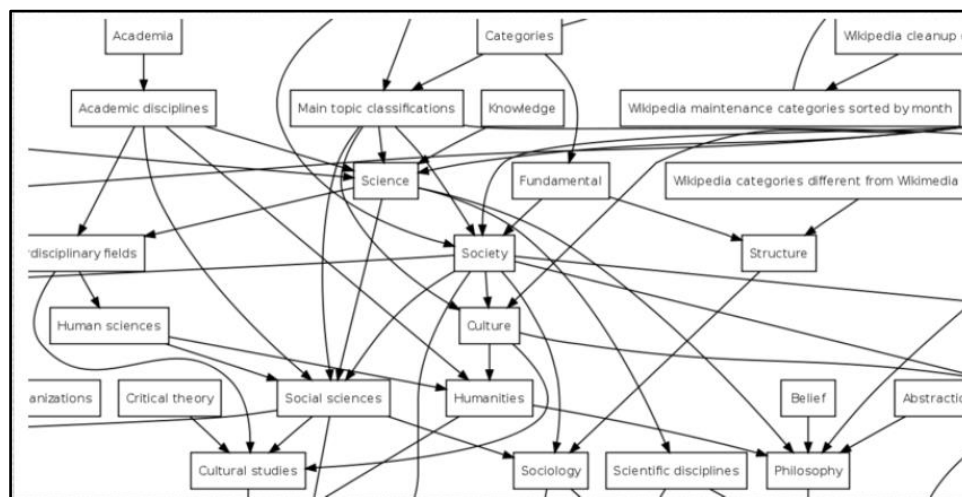 Academia
Categories
Wikipedia cleanup
Academic disciplines
Main topic classifications
Knowledge
Wikipedia maintenance categories sorted by month
Science
Fundamental
Wikipedia categories different from Wikimedia
rdisciplinary fields
Society
Structure
Human sciences
Culture
anizations
Critical theory
Social sciences
Humanities
Belief
Abstractio
Cultural studies
Sociology
Scientific disciplines
Philosophy